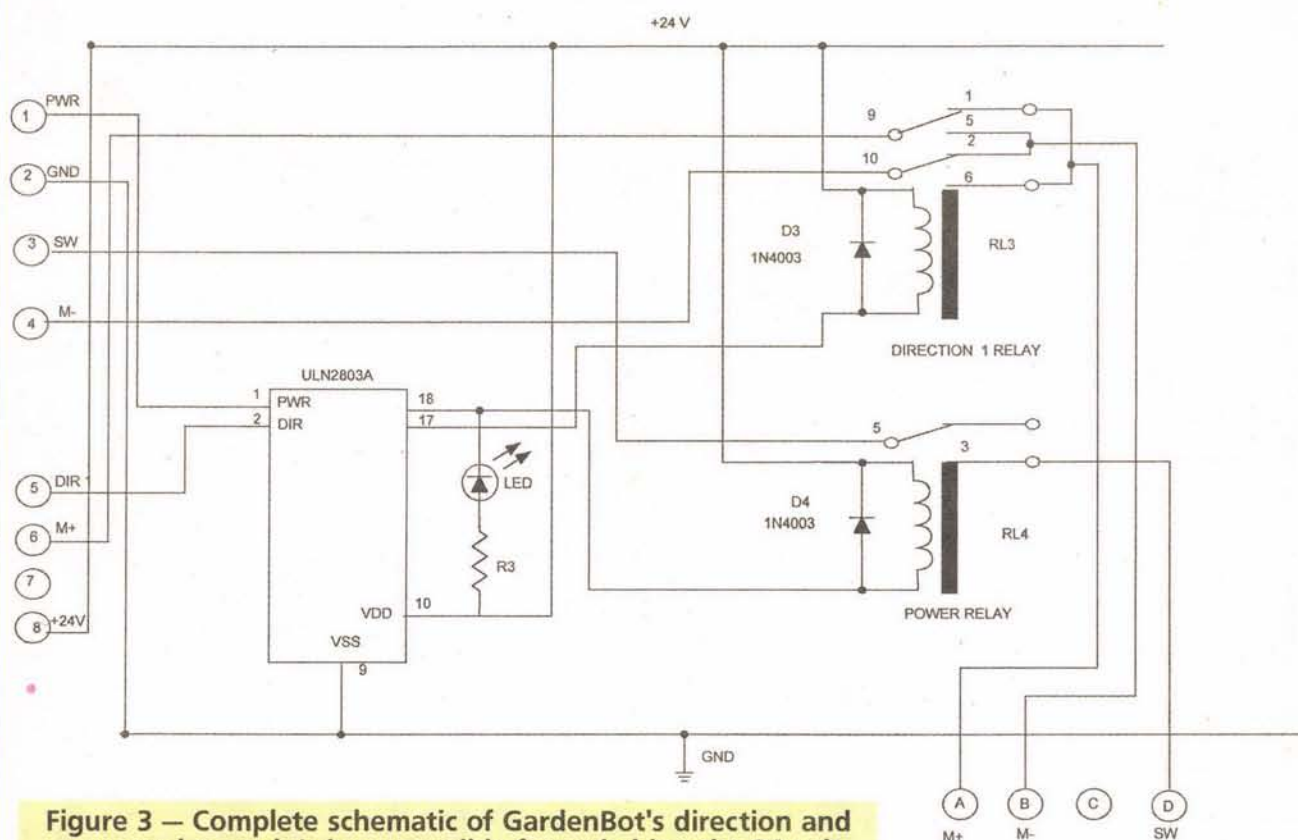 +24 V
1 PWR
2 GND
3 SW
4 M-
5 DIR 1
6 M+
7
8 +24V
ULN2803A
1 PWR
2 DIR
18
17
LED
R3
VDD 10
VSS
9
9
10
1
5
2
6
D3
1N4003
RL3
DIRECTION 1 RELAY
5
3
D4
1N4003
RL4
POWER RELAY
GND
A
B
C
D
M+
M-
SW
Figure 3 — Complete schematic of GardenBot's direction and